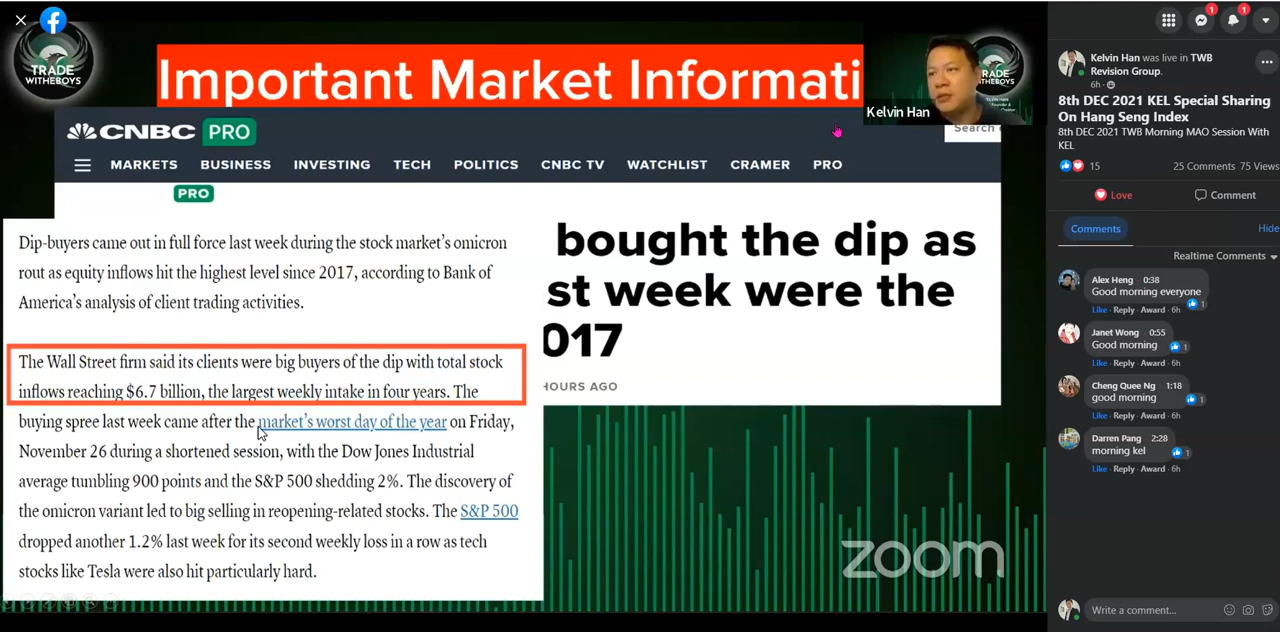 TRADE
WITHEBOYS
Important Market Informati
Kelvin Han
CNBC PRO
MARKETS BUSINESS INVESTING TECH POLITICS CNBC TV WATCHLIST CRAMER PRO
Search
PRO
bought the dip as
st week were the
017
HOURS AGO
Dip-buyers came out in full force last week during the stock market's omicron
rout as equity inflows hit the highest level since 2017, according to Bank of
America's analysis of client trading activities.
The Wall Street firm said its clients were big buyers of the dip with total stock
inflows reaching $6.7 billion, the largest weekly intake in four years. The
buying spree last week came after the market's worst day of the year on Friday,
November 26 during a shortened session, with the Dow Jones Industrial
average tumbling 900 points and the S&P 500 shedding 2%. The discovery of
the omicron variant led to big selling in reopening-related stocks. The S&P 500
dropped another 1.2% last week for its second weekly loss in a row as tech
stocks like Tesla were also hit particularly hard.
zoom
1
1
Kelvin Han was live in TWB
Revision Group.
6h
8th DEC 2021 KEL Special Sharing
On Hang Seng Index
8th DEC 2021 TWB Morning MAO Session With
KEL
15 25 Comments 75 Views
Love Comment
Comments Hide
Realtime Comments
Alex Heng 0:38
Good morning everyone
1
Like · Reply · Award · 6h
Janet Wong 0:55
Good morning
1
Like · Reply · Award · 6h
Cheng Quee Ng 1:18
good morning
1
Like · Reply · Award · 6h
Darren Pang 2:28
morning kel
1
Like · Reply · Award · 6h
Write a comment...